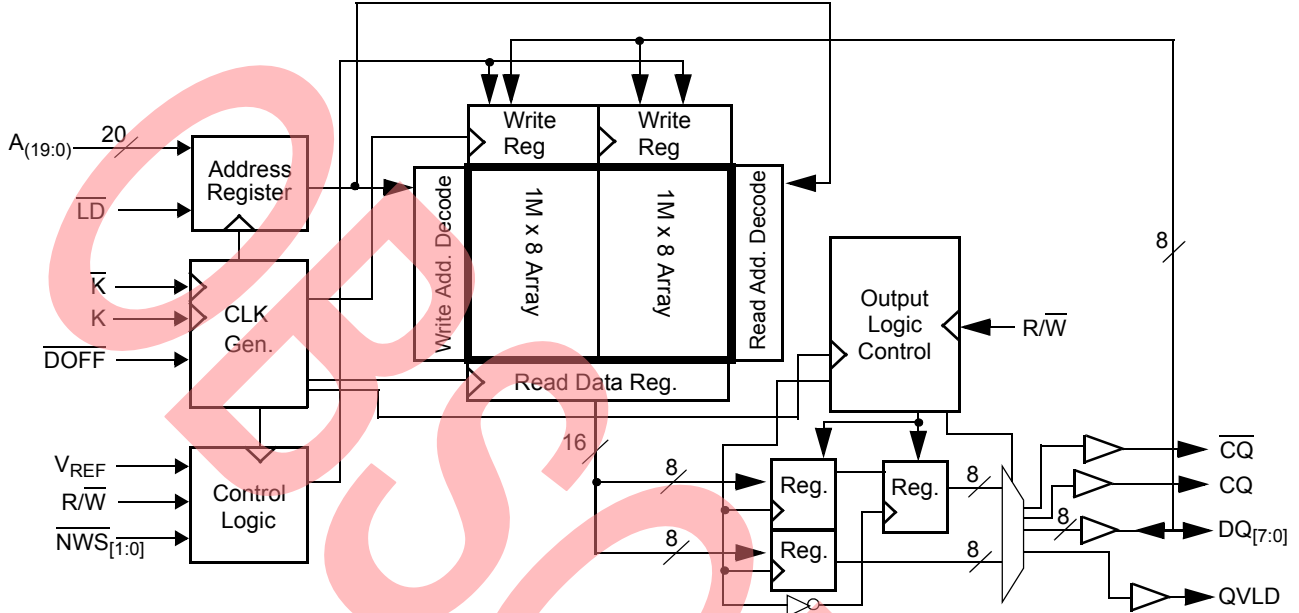 A(19:0)
20
LD
Address
Register
K
K
DOFF
CLK
Gen.
VREF
R/W
NWS[1:0]
Control
Logic
Write
Reg
Write
Reg
Write Add. Decode
1M x 8 Array
1M x 8 Array
Read Add. Decode
Read Data Reg.
16
8
8
Output
Logic
Control
R/W
8
Reg.
Reg.
Reg.
8
8
8
CQ
CQ
DQ[7:0]
QVLD
OBSO